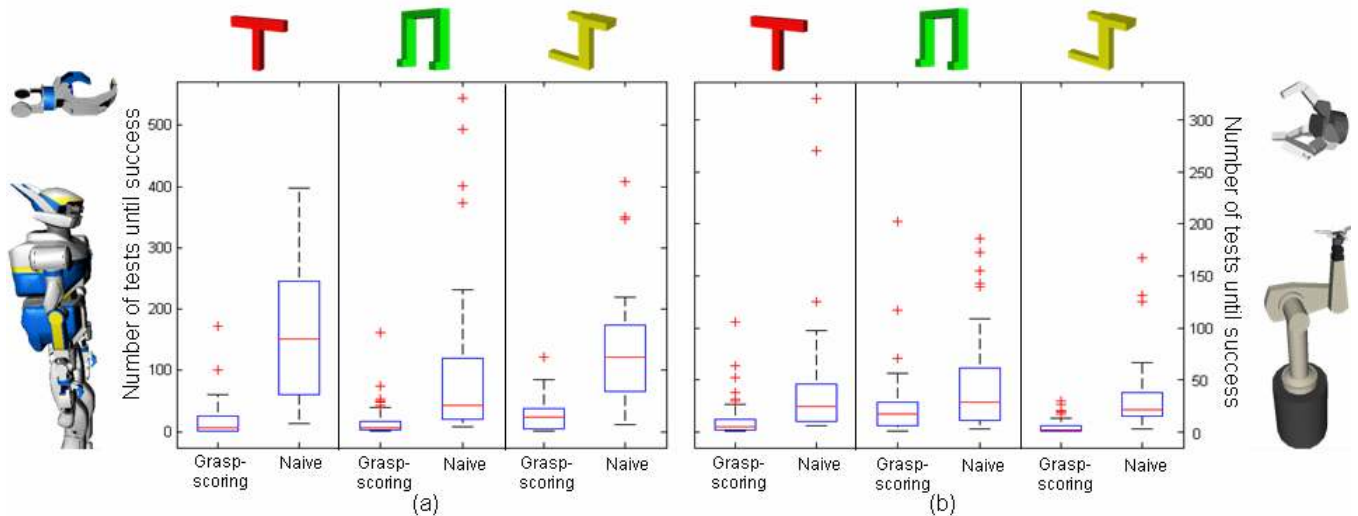 Number of tests until success
500
400
300
200
100
0
Grasp-scoring
Naive
Grasp-scoring
Naive
Grasp-scoring
Naive
(a)
Grasp-scoring
Naive
Grasp-scoring
Naive
Grasp-scoring
Naive
(b)
300
250
200
150
100
50
0
Number of tests until success